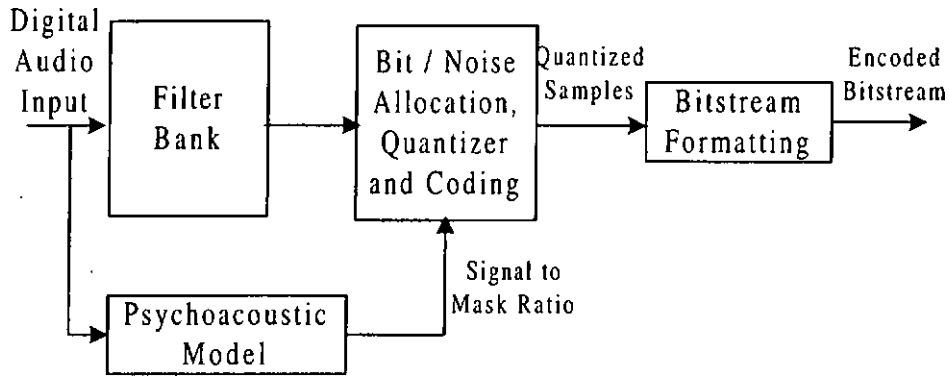 Digital
Audio
Input
Filter
Bank
Bit / Noise
Allocation,
Quantizer
and Coding
Quantized
Samples
Bitstream
Formatting
Encoded
Bitstream
Signal to
Mask Ratio
Psychoacoustic
Model